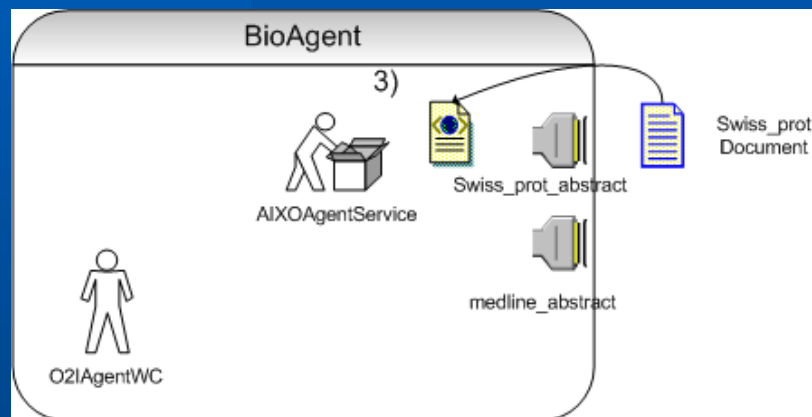 BioAgent
3)
Swiss_prot
Document
Swiss_prot_abstract
AIXOAgentService
medline_abstract
O2IAgentWC